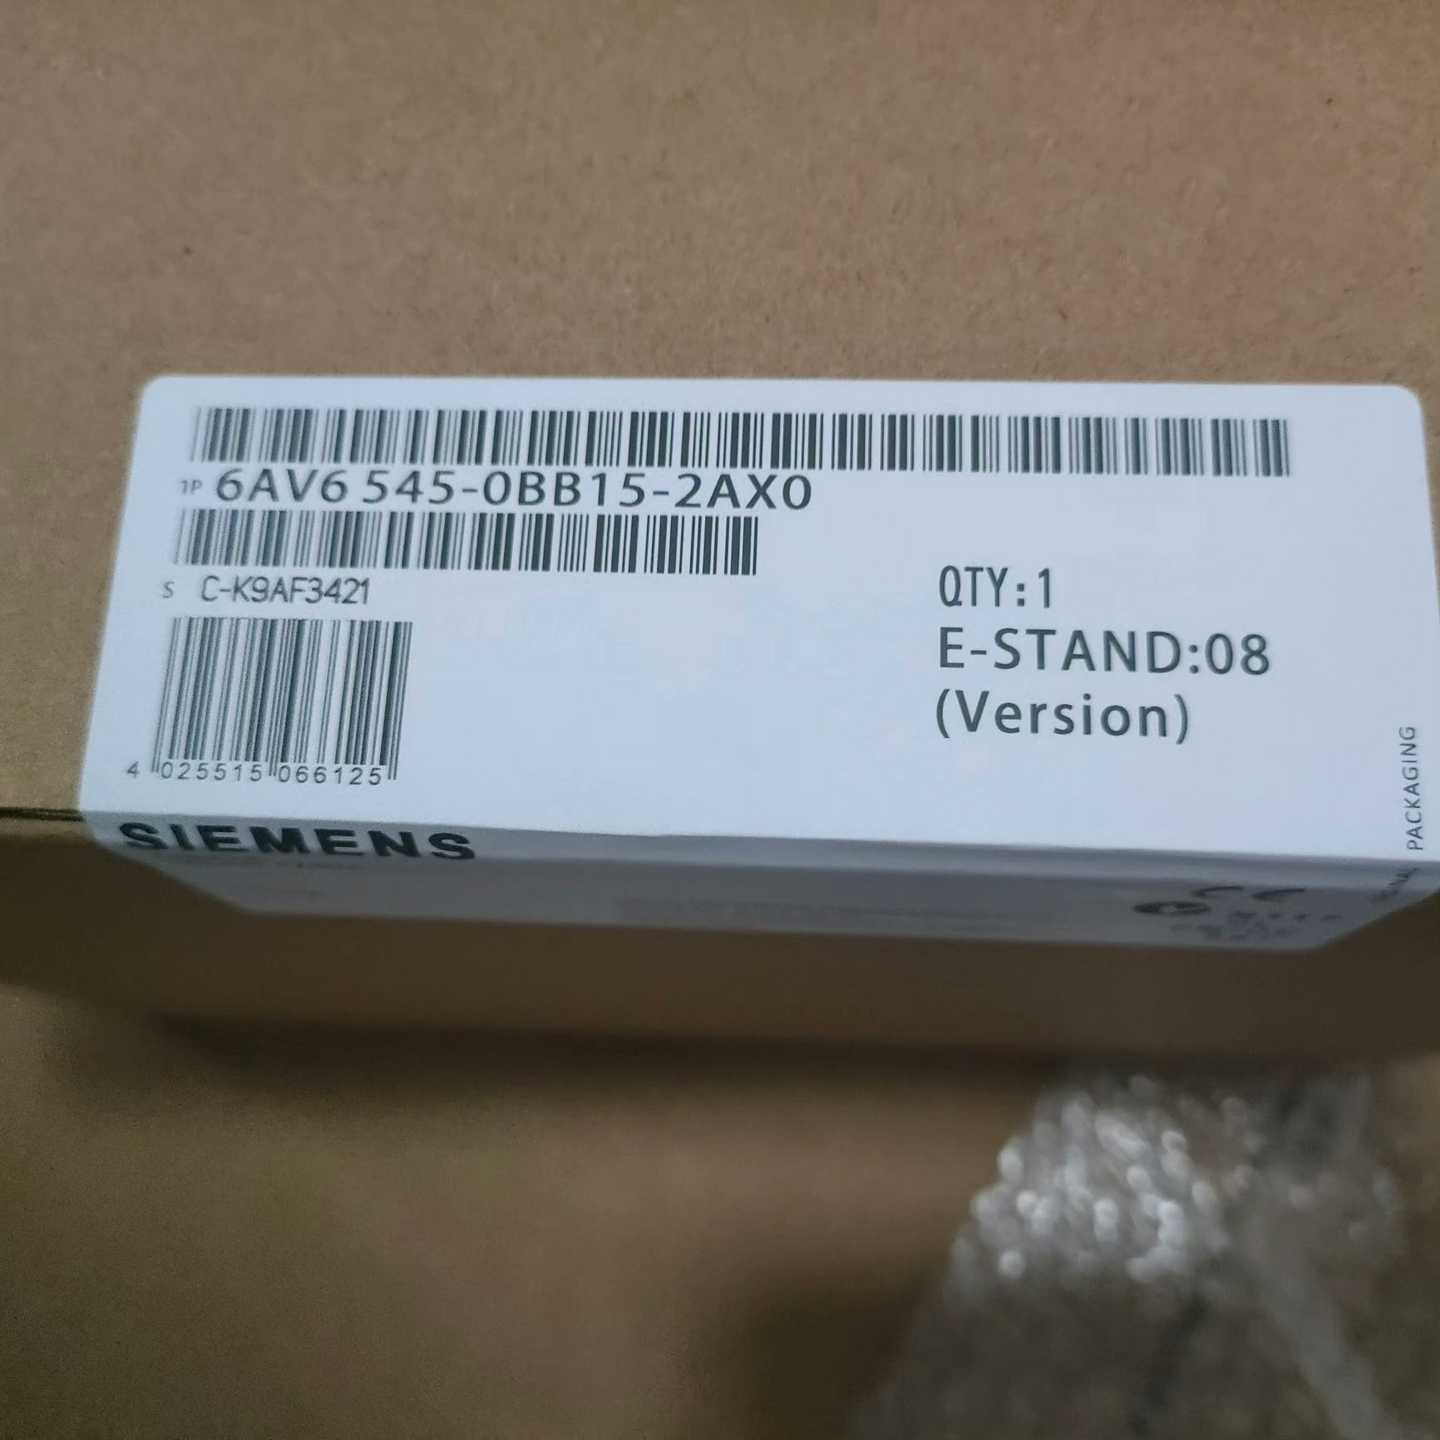 1P 6AV6 545-0BB15-2AX0
S C-K9AF3421
QTY:1
E-STAND:08
(Version)
4 025515 066125
SIEMENS
PACKAGING